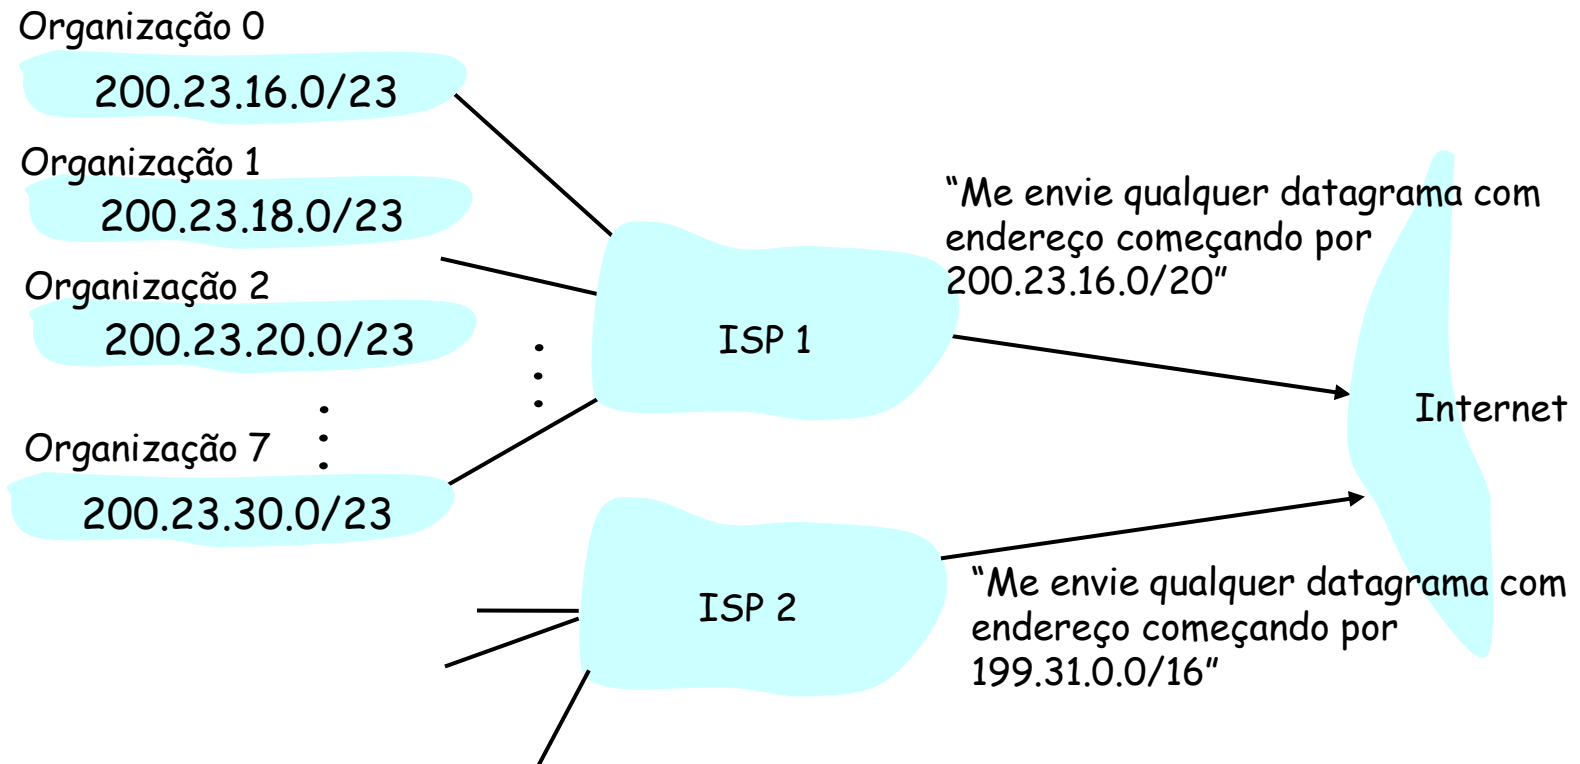 Organização 0
200.23.16.0/23
Organização 1
200.23.18.0/23
Organização 2
200.23.20.0/23
Organização 7
200.23.30.0/23
ISP 1
“Me envie qualquer datagrama com
endereço começando por
200.23.16.0/20”
Internet
ISP 2
“Me envie qualquer datagrama com
endereço começando por
199.31.0.0/16”